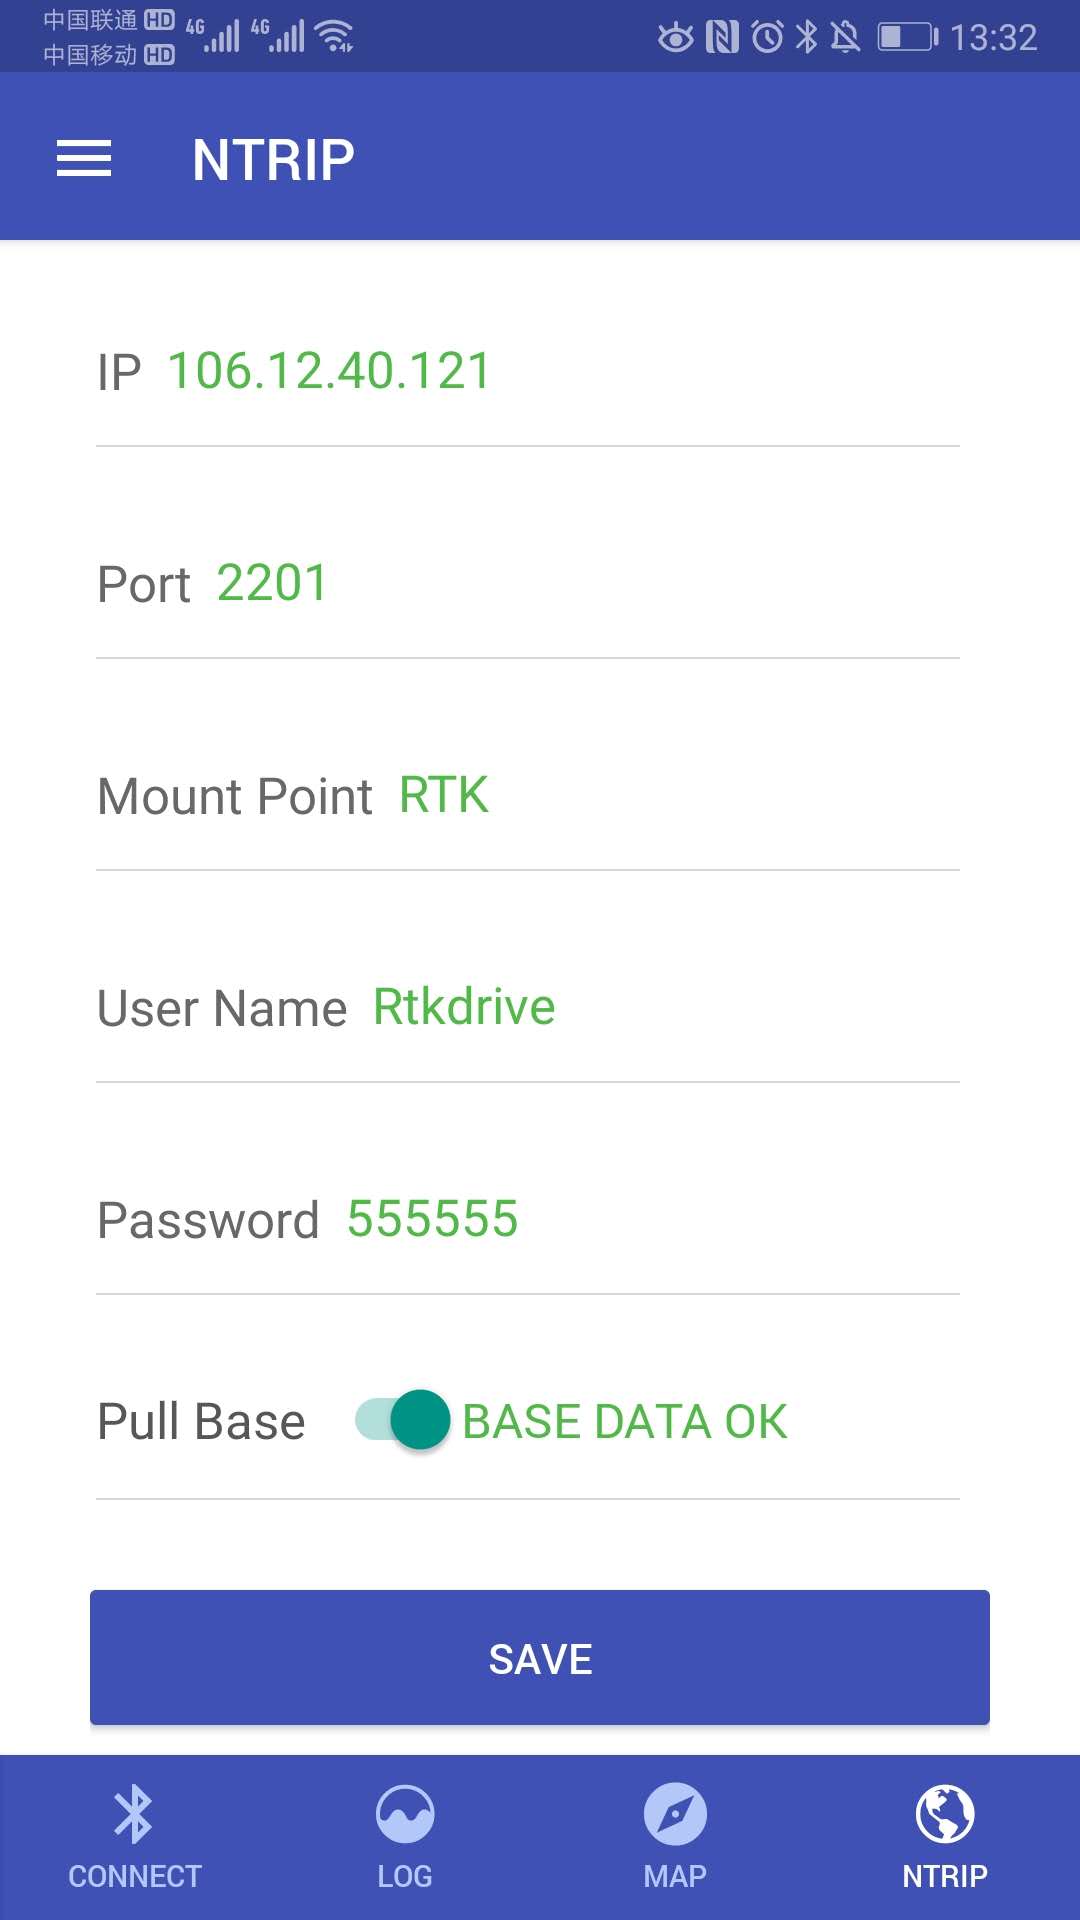 中国联通 HD 4G 4G
中国移动 HD
13:32
NTRIP
IP 106.12.40.121
Port 2201
Mount Point RTK
User Name Rtkdrive
Password 555555
Pull Base BASE DATA OK
SAVE
CONNECT LOG MAP NTRIP